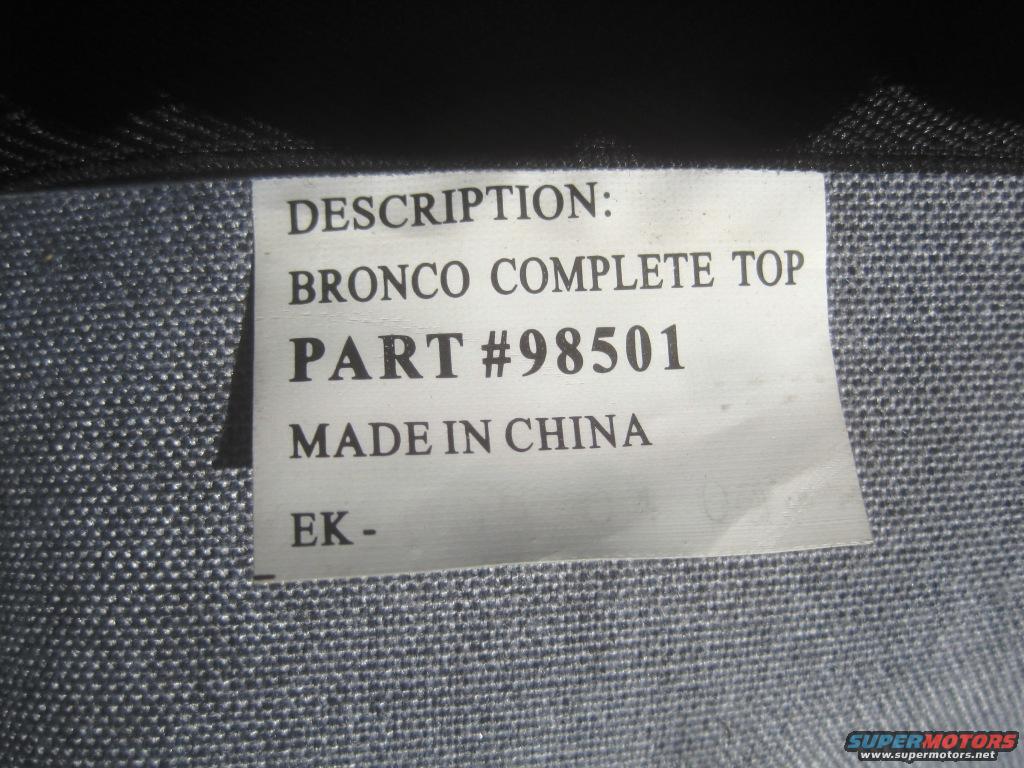 DESCRIPTION:
BRONCO COMPLETE TOP
PART #98501
MADE IN CHINA
EK -
SUPERMOTORS
www.supermotors.net